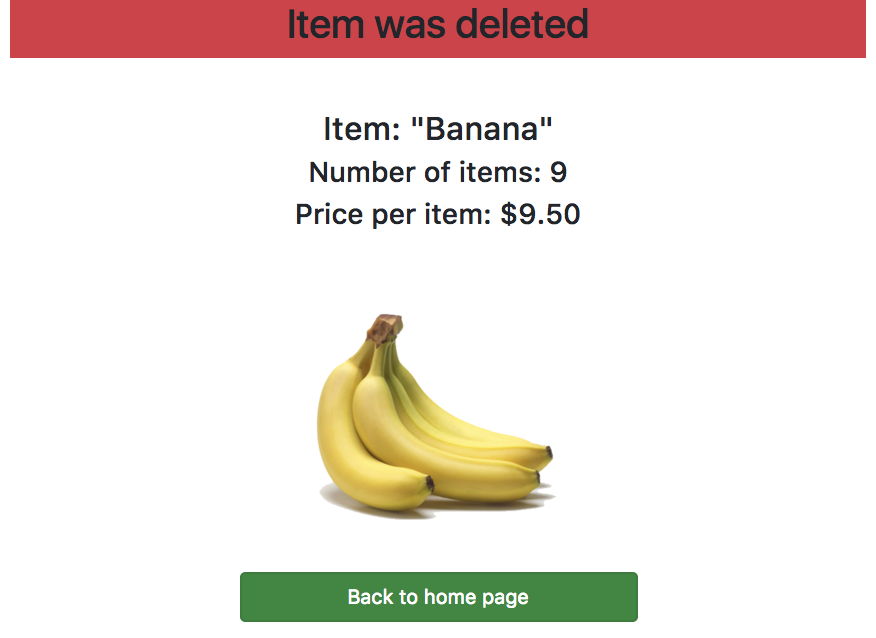 Item was deleted
Item: "Banana"
Number of items: 9
Price per item: $9.50
Back to home page